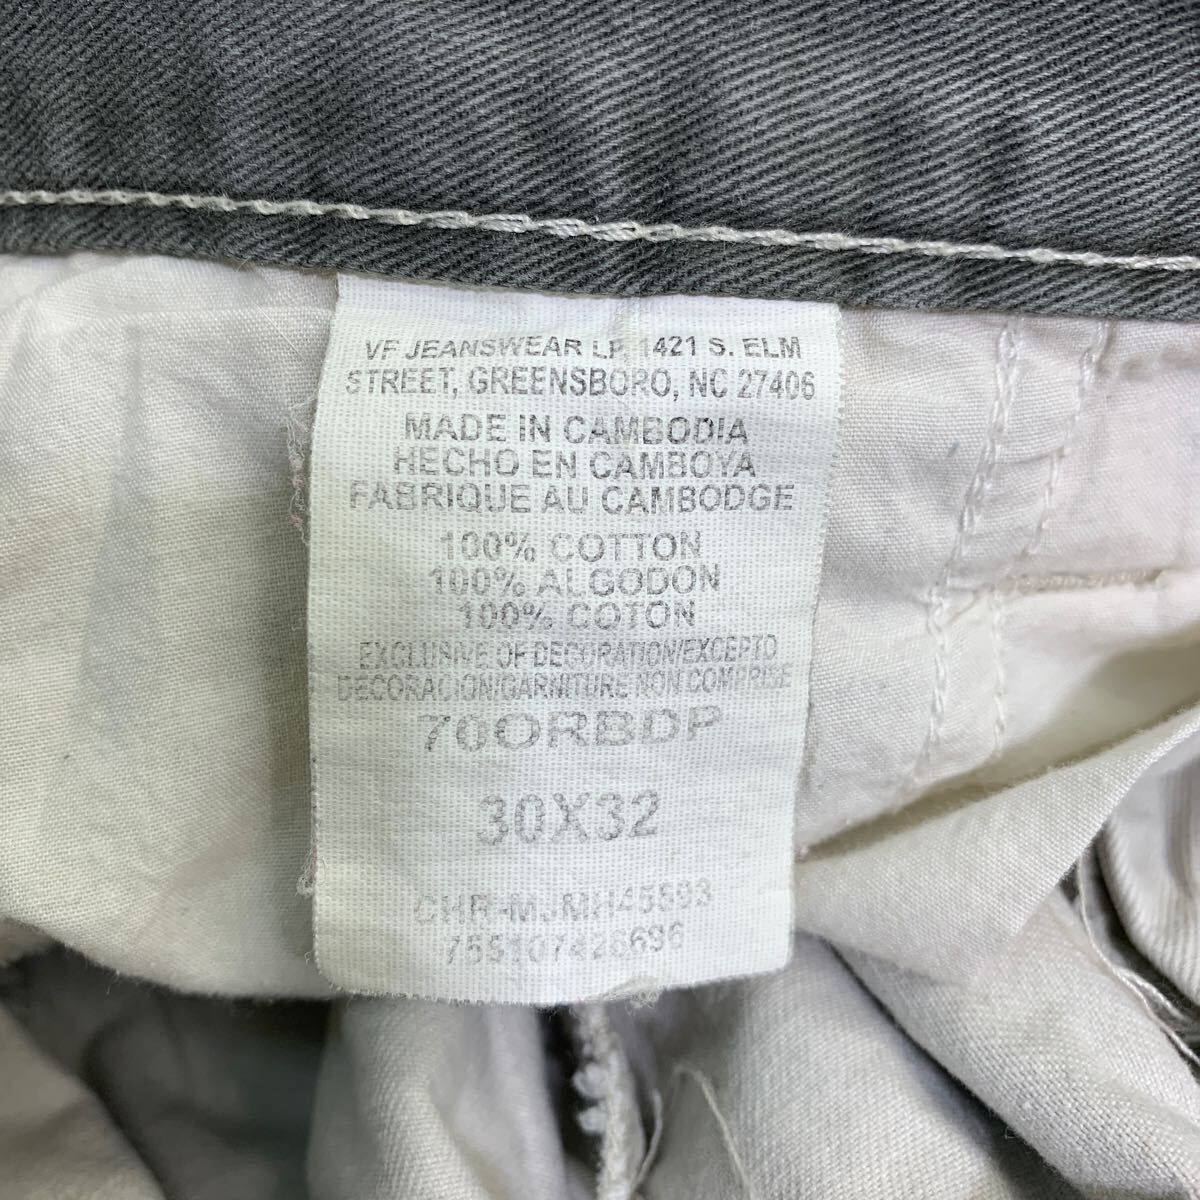 VF JEANSWEAR LP, 1421 S. ELM
STREET, GREENSBORO, NC 27406
MADE IN CAMBODIA
HECHO EN CAMBOYA
FABRIQUE AU CAMBODGE
100% COTTON
100% ALGODON
100% COTON
EXCLUSIVE OF DECORATION/EXCEPTO
DECORACION/GARNITURE NON COMPRISE
70ORBDP
30X32